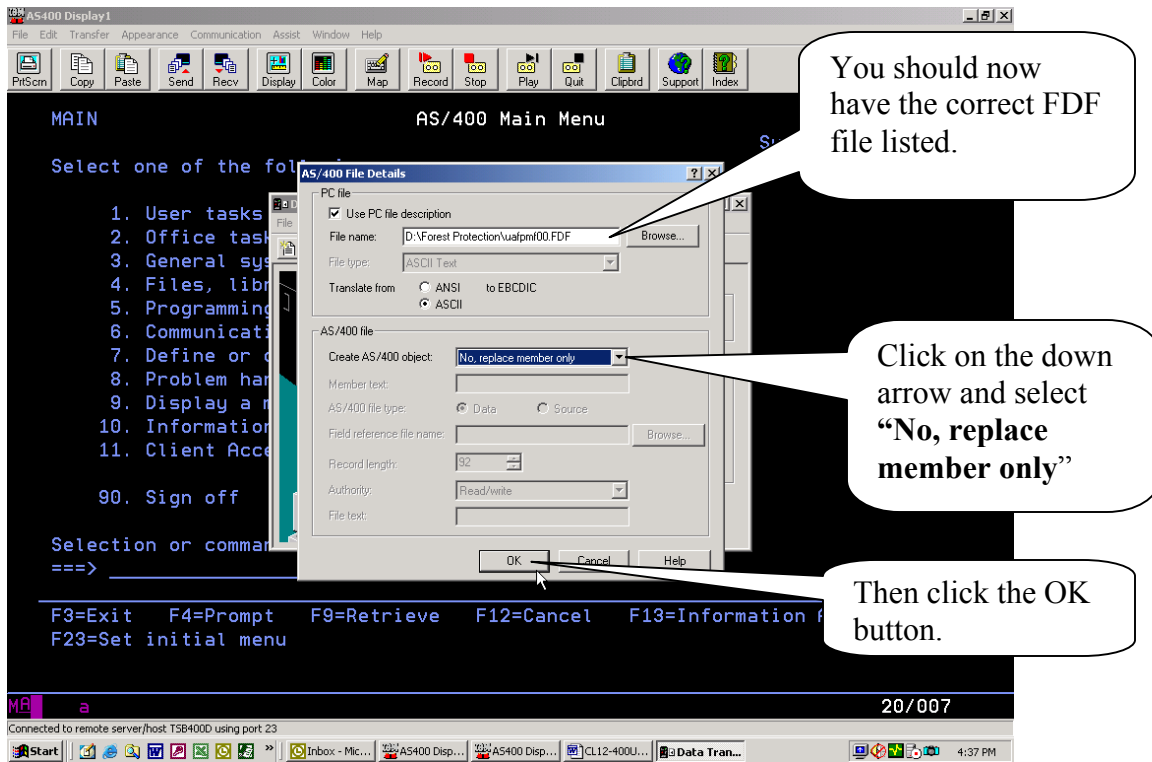 AS400 Display1
File Edit Transfer Appearance Communication Assist Window Help
PrtScrn Copy Paste Send Recv Display Color Map Record Stop Play Quit Clipbrd Support Index
You should now
have the correct FDF
file listed.
MAIN AS/400 Main Menu
Select one of the
1. User tasks
2. Office
3. General
4. Files,
5. Programming
6.
7. Define or
8. Problem
9. Display a
10. Information
11. Client
90. Sign off
Selection or
===>
F3=Exit F4=Prompt F9=Retrieve F12=Cancel F13=Information
F23=Set initial menu
File
AS/400 File Details
PC file
Use PC file description
File name: D:\Forest Protection\uafpmf00.FDF Browse...
File type: ASCII Text
Translate from ANSI to EBCDIC
ASCII
AS/400 file
Create AS/400 object: No, replace member only
Member text:
AS/400 file type: Data Source
Field reference file name: Browse...
Record length: 92
Authority: Read/write
File text:
OK Cancel Help
Click on the down
arrow and select
“No, replace
member only”
Then click the OK
button.
MA a 20/007
Connected to remote server/host TSB400D using port 23
Start Inbox - Mic... AS400 Disp... AS400 Disp... CL12-400U... Data Tran... 4:37 PM